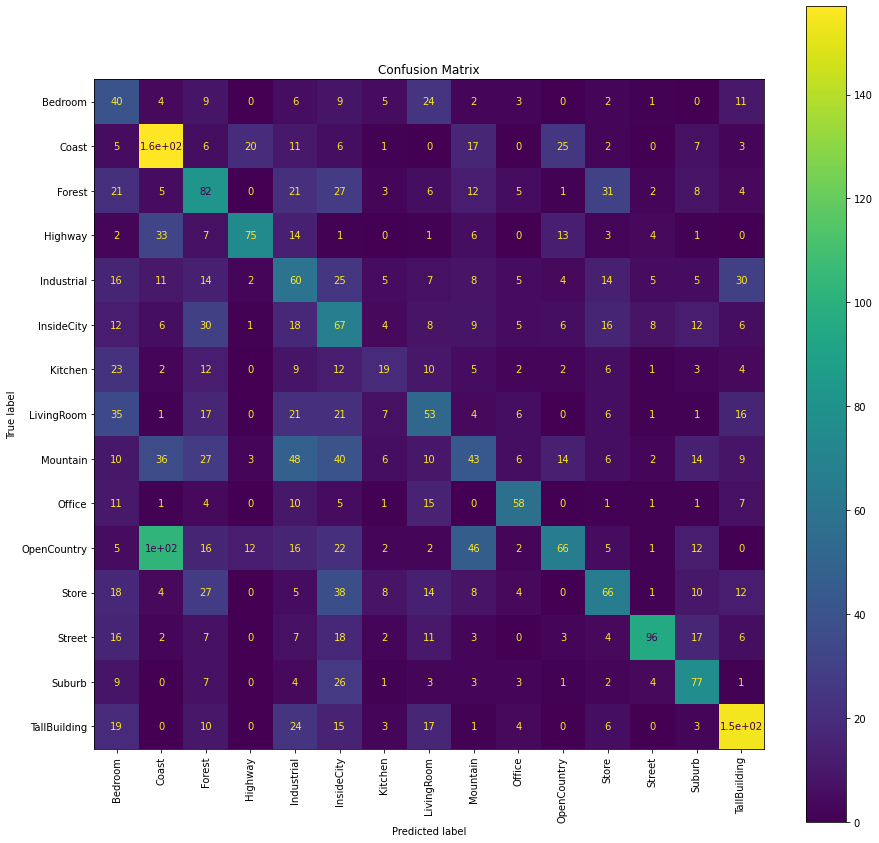 Confusion Matrix
Bedroom 40 4 9 0 6 9 5 24 2 3 0 2 1 0 11
Coast 5 1.6e+02 6 20 11 6 1 0 17 0 25 2 0 7 3
Forest 21 5 82 0 21 27 3 6 12 5 1 31 2 8 4
Highway 2 33 7 75 14 1 0 1 6 0 13 3 4 1 0
Industrial 16 11 14 2 60 25 5 7 8 5 4 14 5 5 30
InsideCity 12 6 30 1 18 67 4 8 9 5 6 16 8 12 6
Kitchen 23 2 12 0 9 12 19 10 5 2 2 6 1 3 4
LivingRoom 35 1 17 0 21 21 7 53 4 6 0 6 1 1 16
Mountain 10 36 27 3 48 40 6 10 43 6 14 6 2 14 9
Office 11 1 4 0 10 5 1 15 0 58 0 1 1 1 7
OpenCountry 5 1e+02 16 12 16 22 2 2 46 2 66 5 1 12 0
Store 18 4 27 0 5 38 8 14 8 4 0 66 1 10 12
Street 16 2 7 0 7 18 2 11 3 0 3 4 96 17 6
Suburb 9 0 7 0 4 26 1 3 3 3 1 2 4 77 1
TallBuilding 19 0 10 0 24 15 3 17 1 4 0 6 0 3 1.5e+02
True label
Bedroom Coast Forest Highway Industrial InsideCity Kitchen LivingRoom Mountain Office OpenCountry Store Street Suburb TallBuilding
Predicted label
140
120
100
80
60
40
20
0